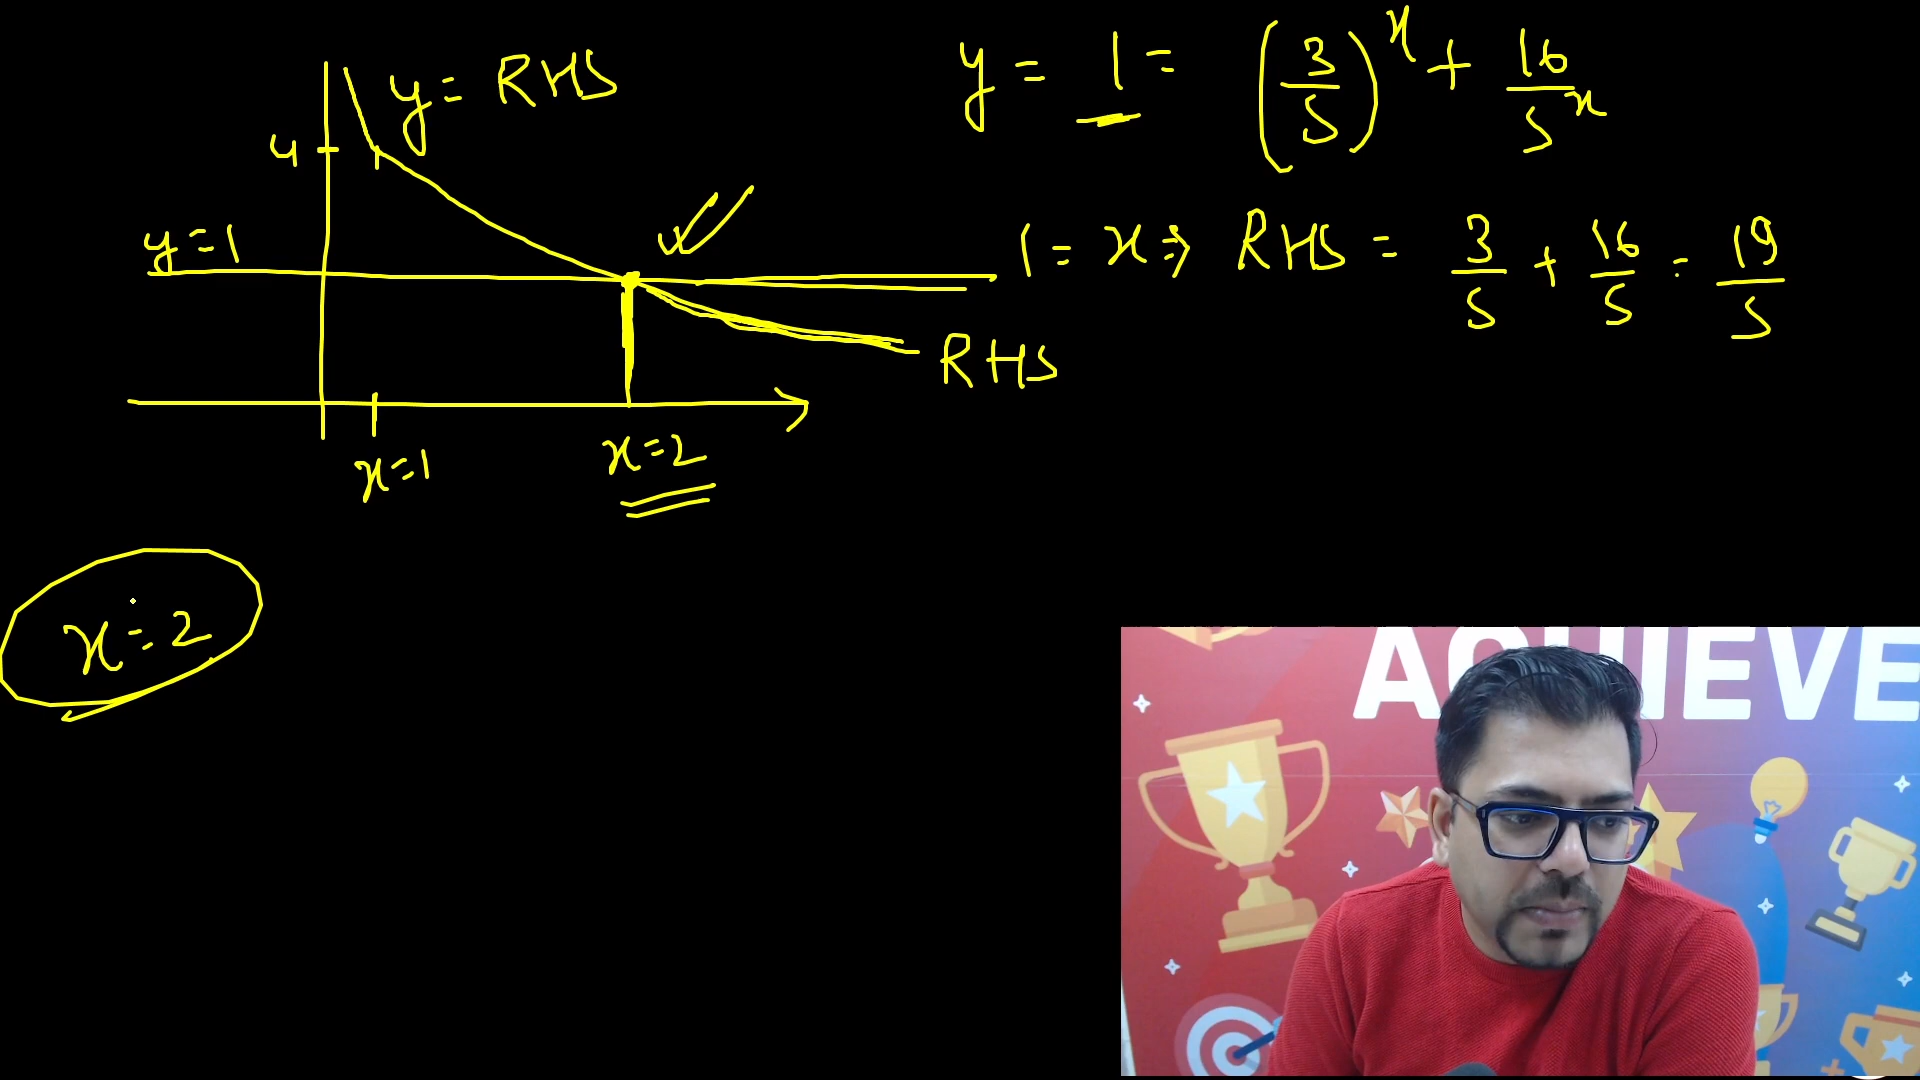 y = RHS
y = 1 = (3/5)^x + 16/5^x
4
y = 1
1 = x ⇒ RHS = 3/5 + 16/5 = 19/5
RHS
x = 1
x = 2
x = 2
ACHIEVE